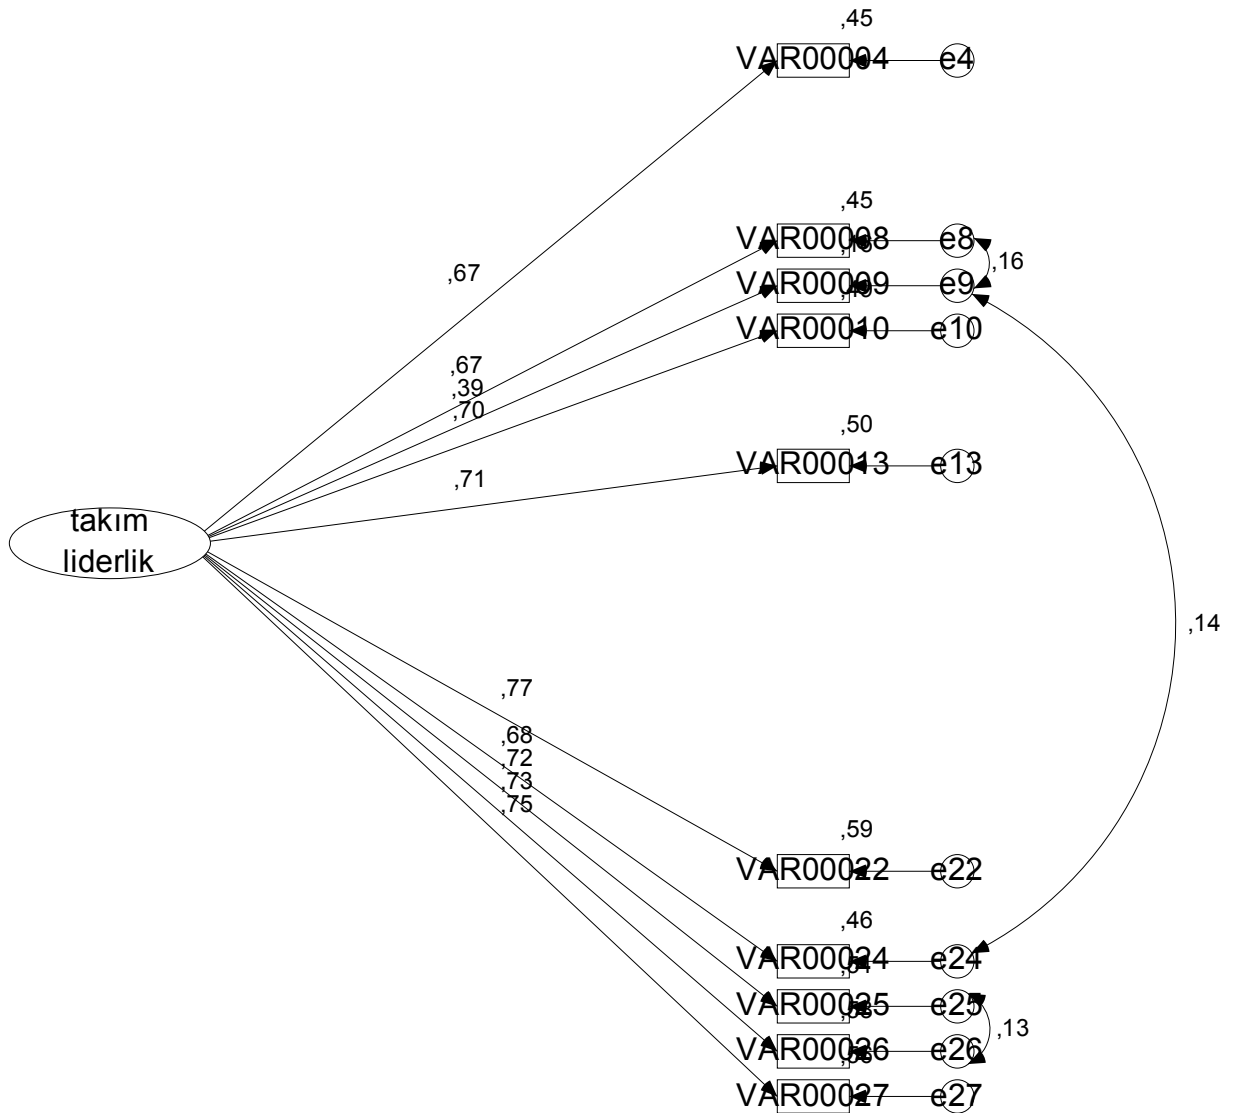 ,45
VAR00004
e4
,45
VAR00008
e8
,16
VAR00009
e9
VAR00010
e10
,67
,67
,39
,70
,50
VAR00013
e13
,71
takım
liderlik
,14
,77
,68
,72
,73
,75
,59
VAR00022
e22
,46
VAR00024
e24
VAR00025
e25
,13
VAR00026
e26
VAR00027
e27